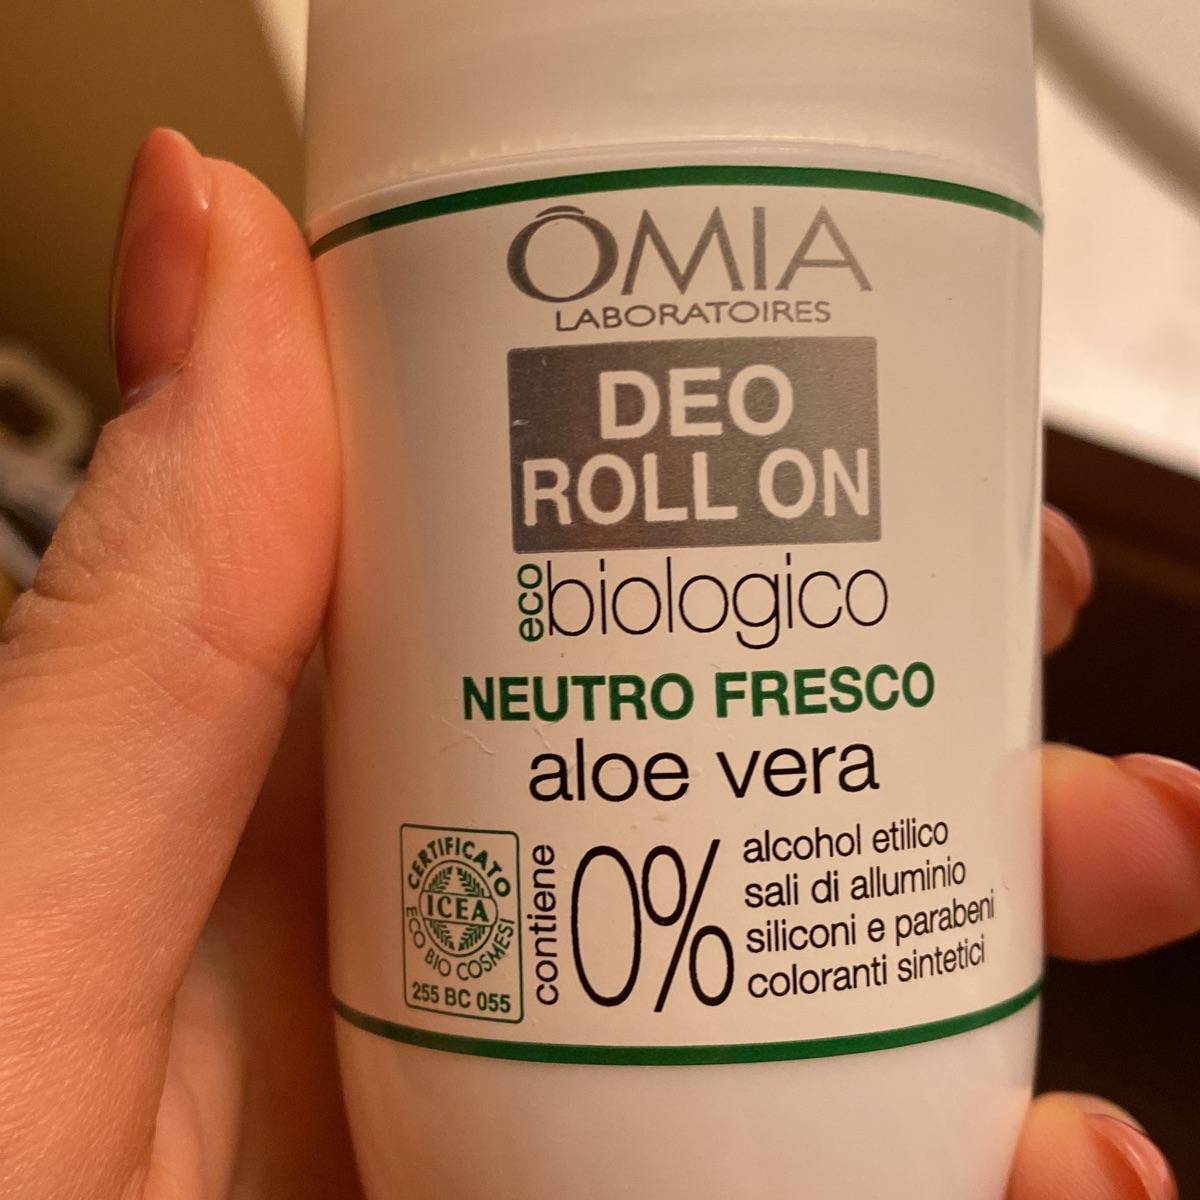 ÔMIA
LABORATOIRES
DEO
ROLL ON
eco biologico
NEUTRO FRESCO
aloe vera
CERTIFICATO
ICEA
ECO BIO COSMESI
255 BC 055
contiene
0%
alcohol etilico
sali di alluminio
siliconi e parabeni
coloranti sintetici